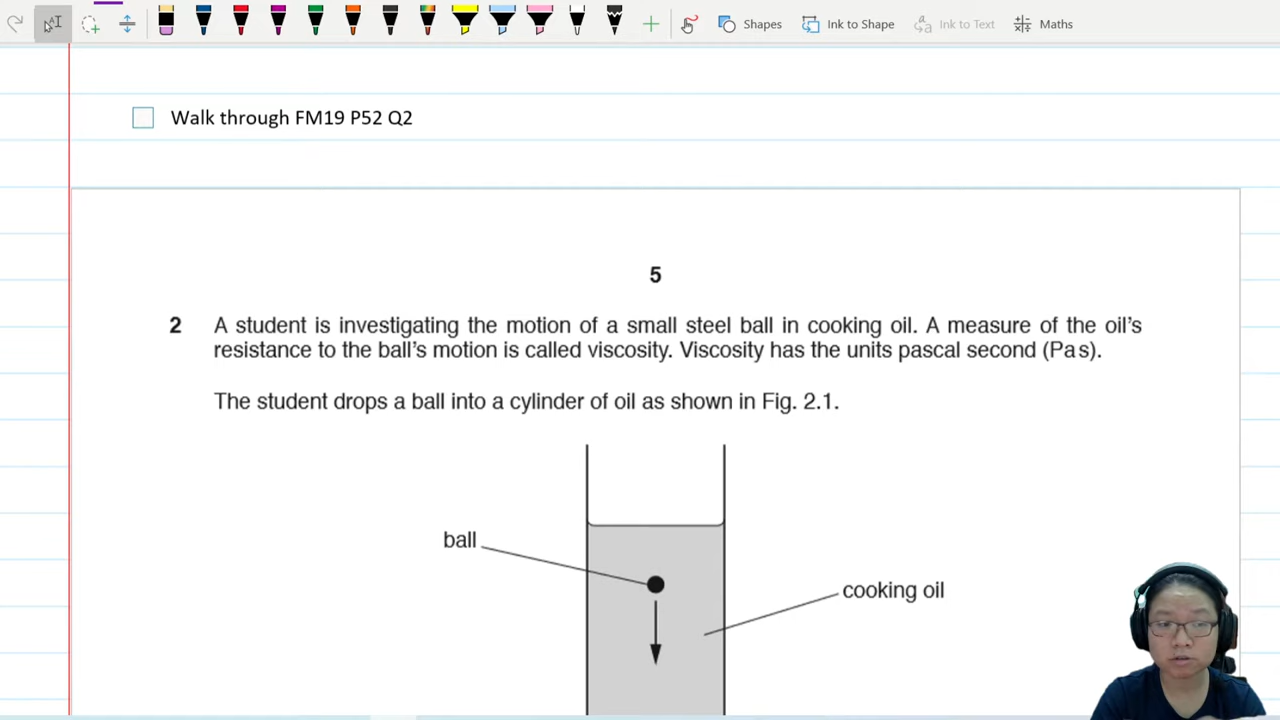 Shapes Ink to Shape Ink to Text Maths
Walk through FM19 P52 Q2
5
2 A student is investigating the motion of a small steel ball in cooking oil. A measure of the oil's
resistance to the ball's motion is called viscosity. Viscosity has the units pascal second (Pa s).
The student drops a ball into a cylinder of oil as shown in Fig. 2.1.
ball
cooking oil